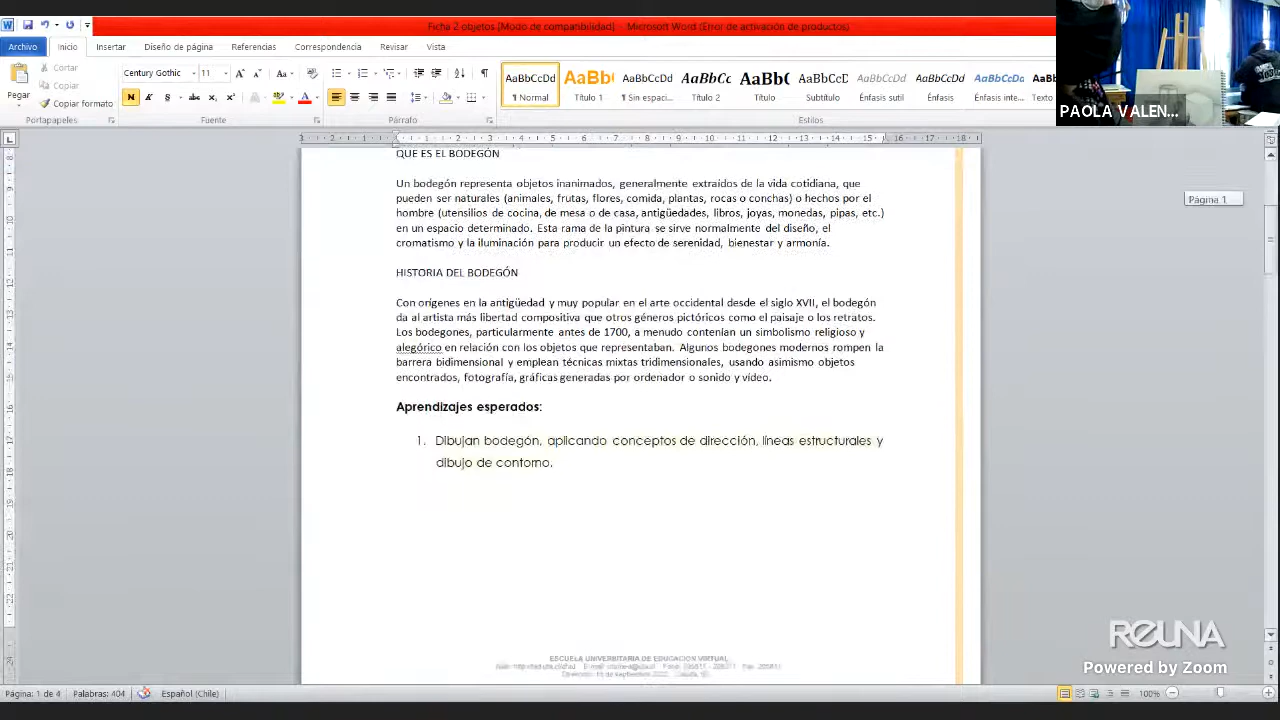 Ficha 2 objetos [Modo de compatibilidad] - Microsoft Word (Error de activación de productos)
Archivo Inicio Insertar Diseño de página Referencias Correspondencia Revisar Vista
Cortar
Copiar
Copiar formato
Pegar
Portapapeles
Century Gothic 11
N K S abc
Fuente
Párrafo
AaBbCcDd AaBb( AaBbCcDd AaBbCc AaBb( AaBbCcD AaBbCcDd AaBbCcDd AaBbCcDd AaBb
¶ Normal Título 1 ¶ Sin espaci... Título 2 Título Subtítulo Énfasis sutil Énfasis Énfasis inte... Texto
Estilos
PAOLA VALEN...
Página 1
QUE ES EL BODEGÓN
Un bodegón representa objetos inanimados, generalmente extraídos de la vida cotidiana, que
pueden ser naturales (animales, frutas, flores, comida, plantas, rocas o conchas) o hechos por el
hombre (utensilios de cocina, de mesa o de casa, antigüedades, libros, joyas, monedas, pipas, etc.)
en un espacio determinado. Esta rama de la pintura se sirve normalmente del diseño, el
cromatismo y la iluminación para producir un efecto de serenidad, bienestar y armonía.
HISTORIA DEL BODEGÓN
Con orígenes en la antigüedad y muy popular en el arte occidental desde el siglo XVII, el bodegón
da al artista más libertad compositiva que otros géneros pictóricos como el paisaje o los retratos.
Los bodegones, particularmente antes de 1700, a menudo contenían un simbolismo religioso y
alegórico en relación con los objetos que representaban. Algunos bodegones modernos rompen la
barrera bidimensional y emplean técnicas mixtas tridimensionales, usando asimismo objetos
encontrados, fotografía, gráficas generadas por ordenador o sonido y vídeo.
Aprendizajes esperados:
1. Dibujan bodegón, aplicando conceptos de dirección, líneas estructurales y
dibujo de contorno.
ESCUELA UNIVERSITARIA DE EDUCACION VIRTUAL
REUNA
Powered by Zoom
Página: 1 de 4 Palabras: 404 Español (Chile) 100%